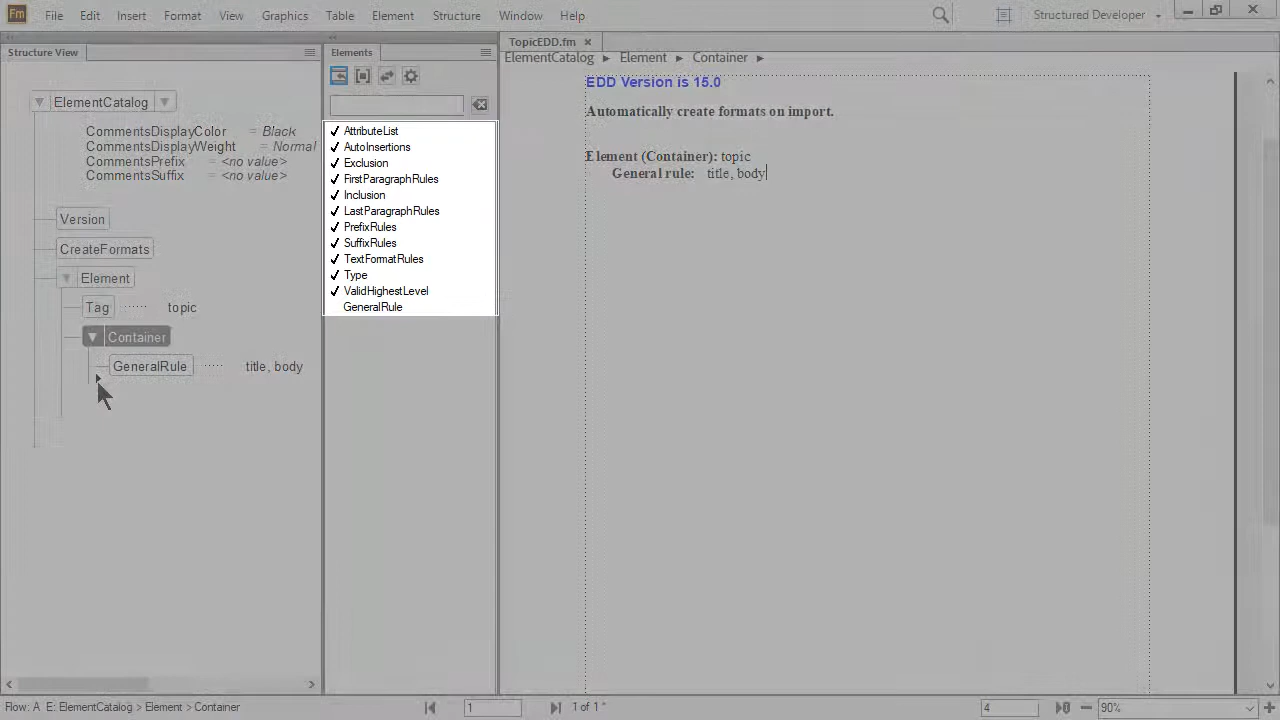 Fm File Edit Insert Format View Graphics Table Element Structure Window Help Structured Developer
Structure View
Elements
TopicEDD.fm
ElementCatalog Element Container
ElementCatalog
CommentsDisplayColor = Black
CommentsDisplayWeight = Normal
CommentsPrefix = <no value>
CommentsSuffix = <no value>
Version
CreateFormats
Element
Tag topic
Container
GeneralRule title, body
AttributeList
AutoInsertions
Exclusion
FirstParagraphRules
Inclusion
LastParagraphRules
PrefixRules
SuffixRules
TextFormatRules
Type
ValidHighestLevel
GeneralRule
EDD Version is 15.0
Automatically create formats on import.
Element (Container): topic
General rule: title, body
Row: A E: ElementCatalog > Element > Container
1
1 of 1 *
4
90%